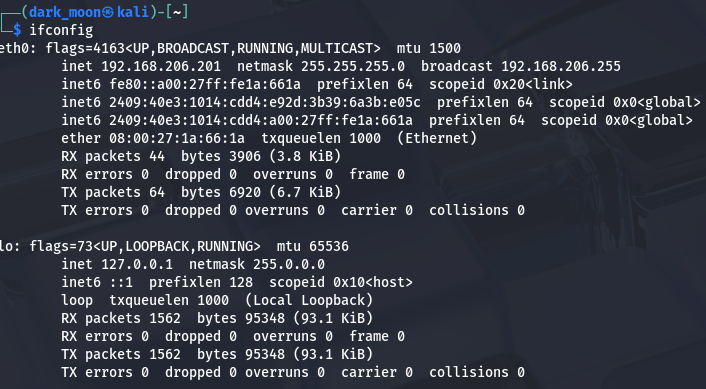 ┌──(dark_moon㉿kali)-[~]
└─$ ifconfig
eth0: flags=4163<UP,BROADCAST,RUNNING,MULTICAST>  mtu 1500
        inet 192.168.206.201  netmask 255.255.255.0  broadcast 192.168.206.255
        inet6 fe80::a00:27ff:fe1a:661a  prefixlen 64  scopeid 0x20<link>
        inet6 2409:40e3:1014:cdd4:e92d:3b39:6a3b:e05c  prefixlen 64  scopeid 0x0<global>
        inet6 2409:40e3:1014:cdd4:a00:27ff:fe1a:661a  prefixlen 64  scopeid 0x0<global>
        ether 08:00:27:1a:66:1a  txqueuelen 1000  (Ethernet)
        RX packets 44  bytes 3906 (3.8 KiB)
        RX errors 0  dropped 0  overruns 0  frame 0
        TX packets 64  bytes 6920 (6.7 KiB)
        TX errors 0  dropped 0 overruns 0  carrier 0  collisions 0

lo: flags=73<UP,LOOPBACK,RUNNING>  mtu 65536
        inet 127.0.0.1  netmask 255.0.0.0
        inet6 ::1  prefixlen 128  scopeid 0x10<host>
        loop  txqueuelen 1000  (Local Loopback)
        RX packets 1562  bytes 95348 (93.1 KiB)
        RX errors 0  dropped 0  overruns 0  frame 0
        TX packets 1562  bytes 95348 (93.1 KiB)
        TX errors 0  dropped 0 overruns 0  carrier 0  collisions 0